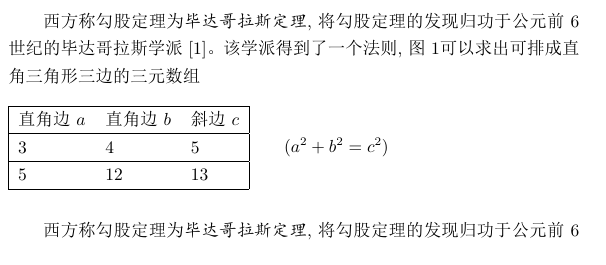 西方称勾股定理为毕达哥拉斯定理, 将勾股定理的发现归功于公元前 6
世纪的毕达哥拉斯学派 [1]。该学派得到了一个法则, 图 1可以求出可排成直
角三角形三边的三元数组
直角边 a 直角边 b 斜边 c
3 4 5
5 12 13
(a² + b² = c²)
西方称勾股定理为毕达哥拉斯定理, 将勾股定理的发现归功于公元前 6